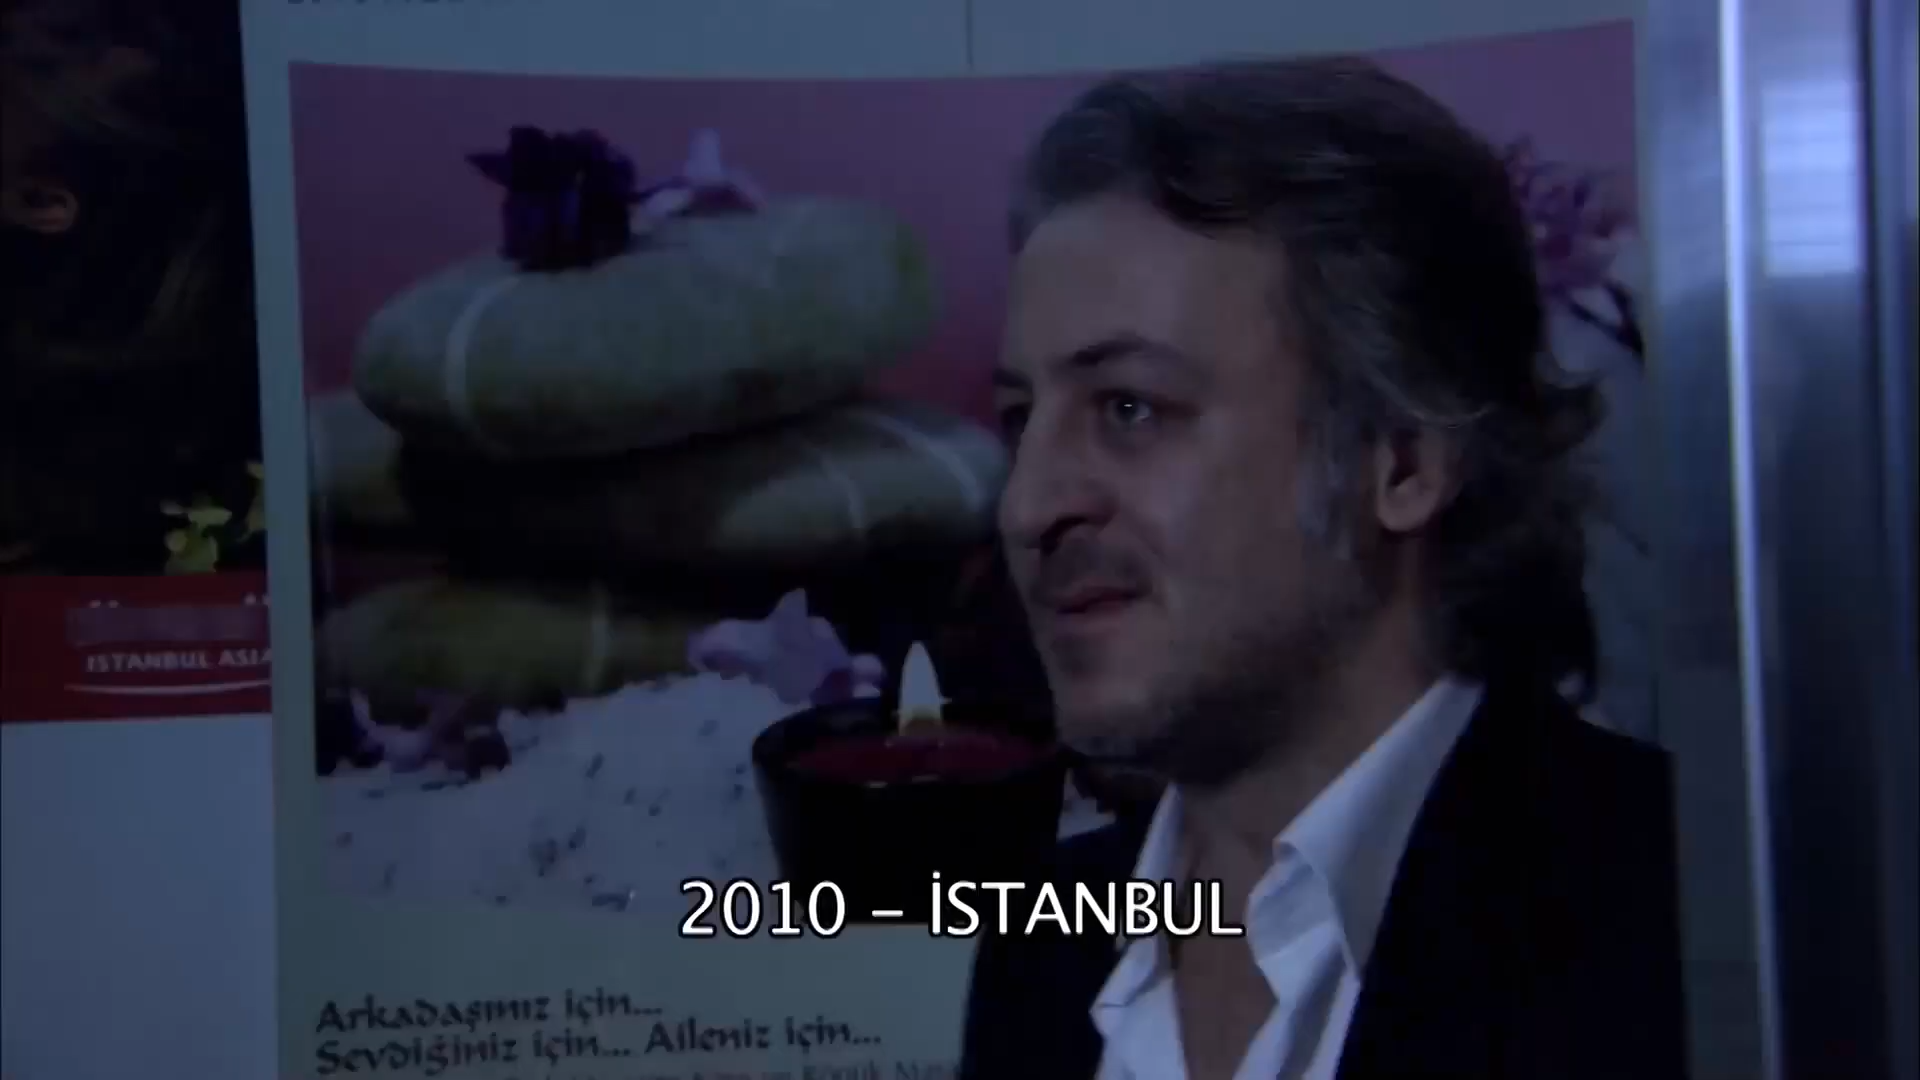 ISTANBUL ASIA
2010 – İSTANBUL
Arkadaşınız için...
Sevdiğiniz için... Aileniz için...